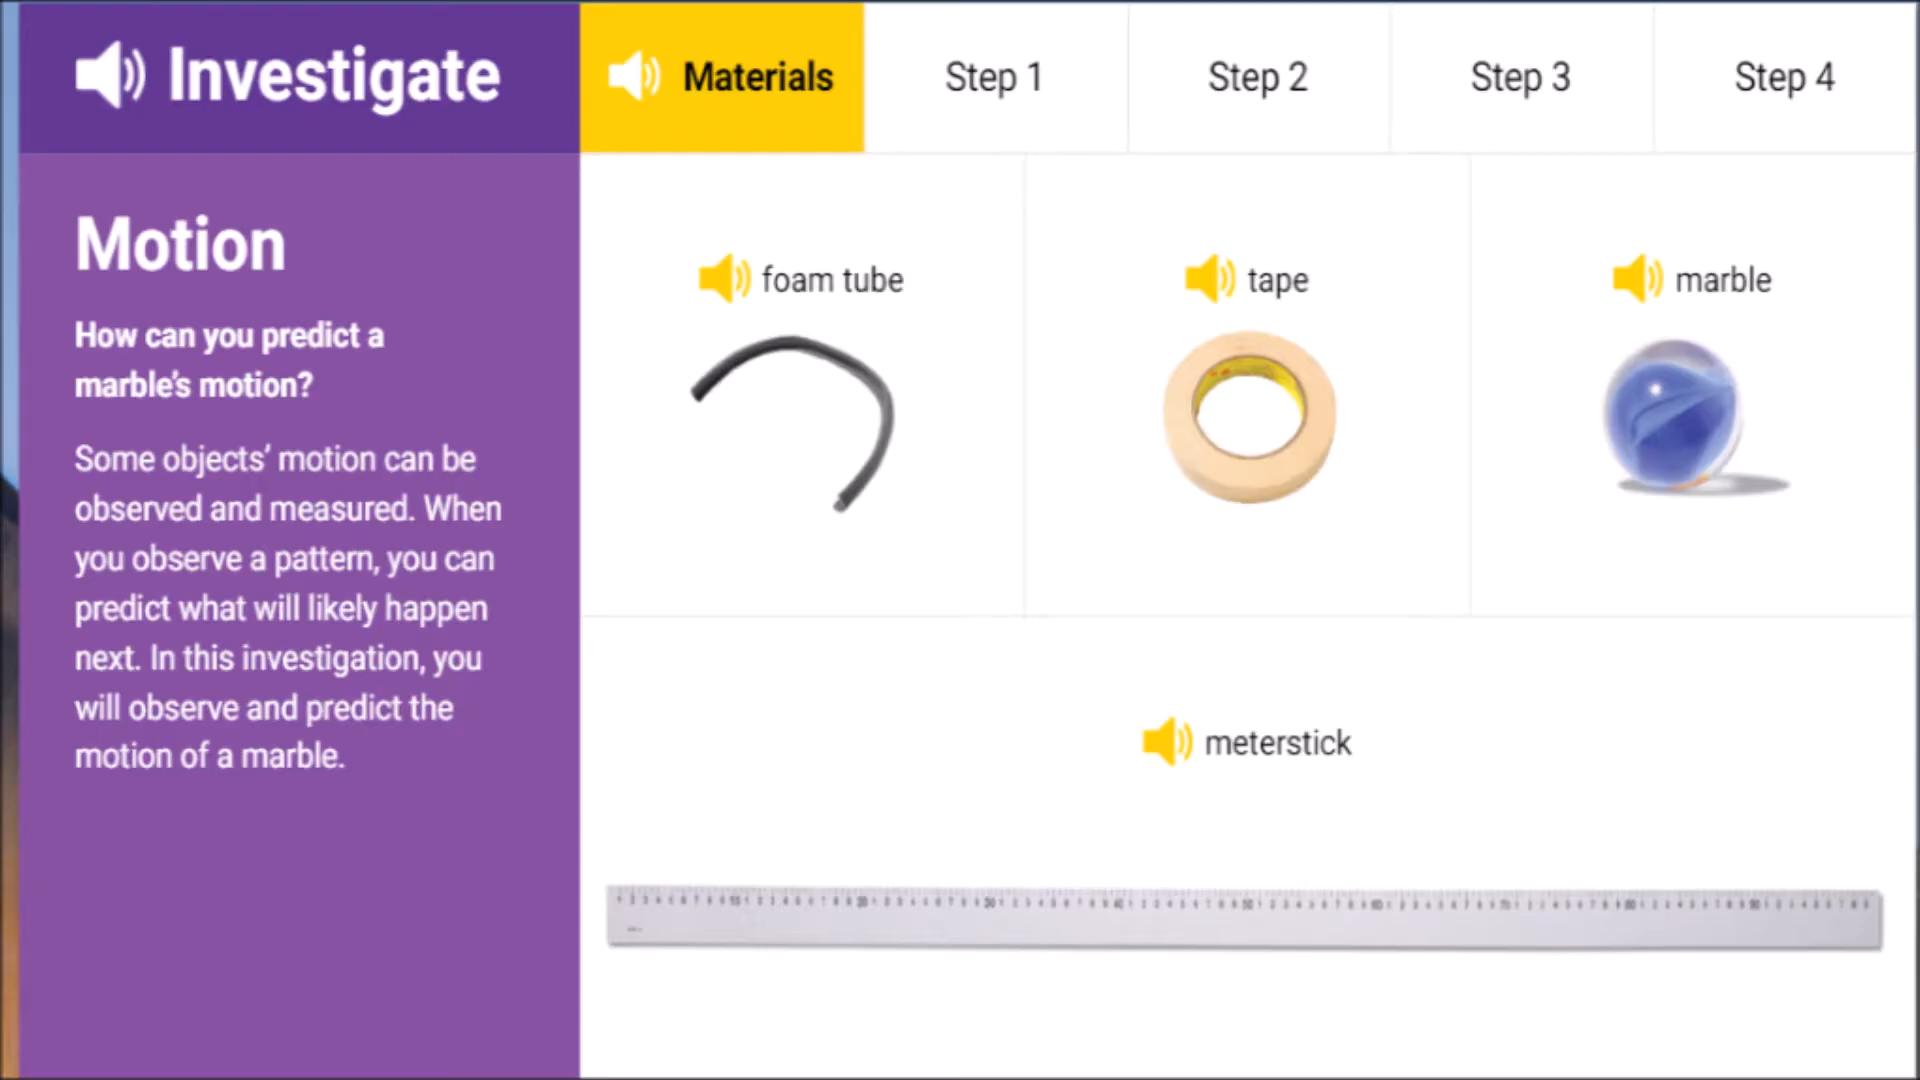 Investigate
Materials
Step 1
Step 2
Step 3
Step 4
Motion
How can you predict a
marble's motion?
Some objects' motion can be
observed and measured. When
you observe a pattern, you can
predict what will likely happen
next. In this investigation, you
will observe and predict the
motion of a marble.
foam tube
tape
marble
meterstick